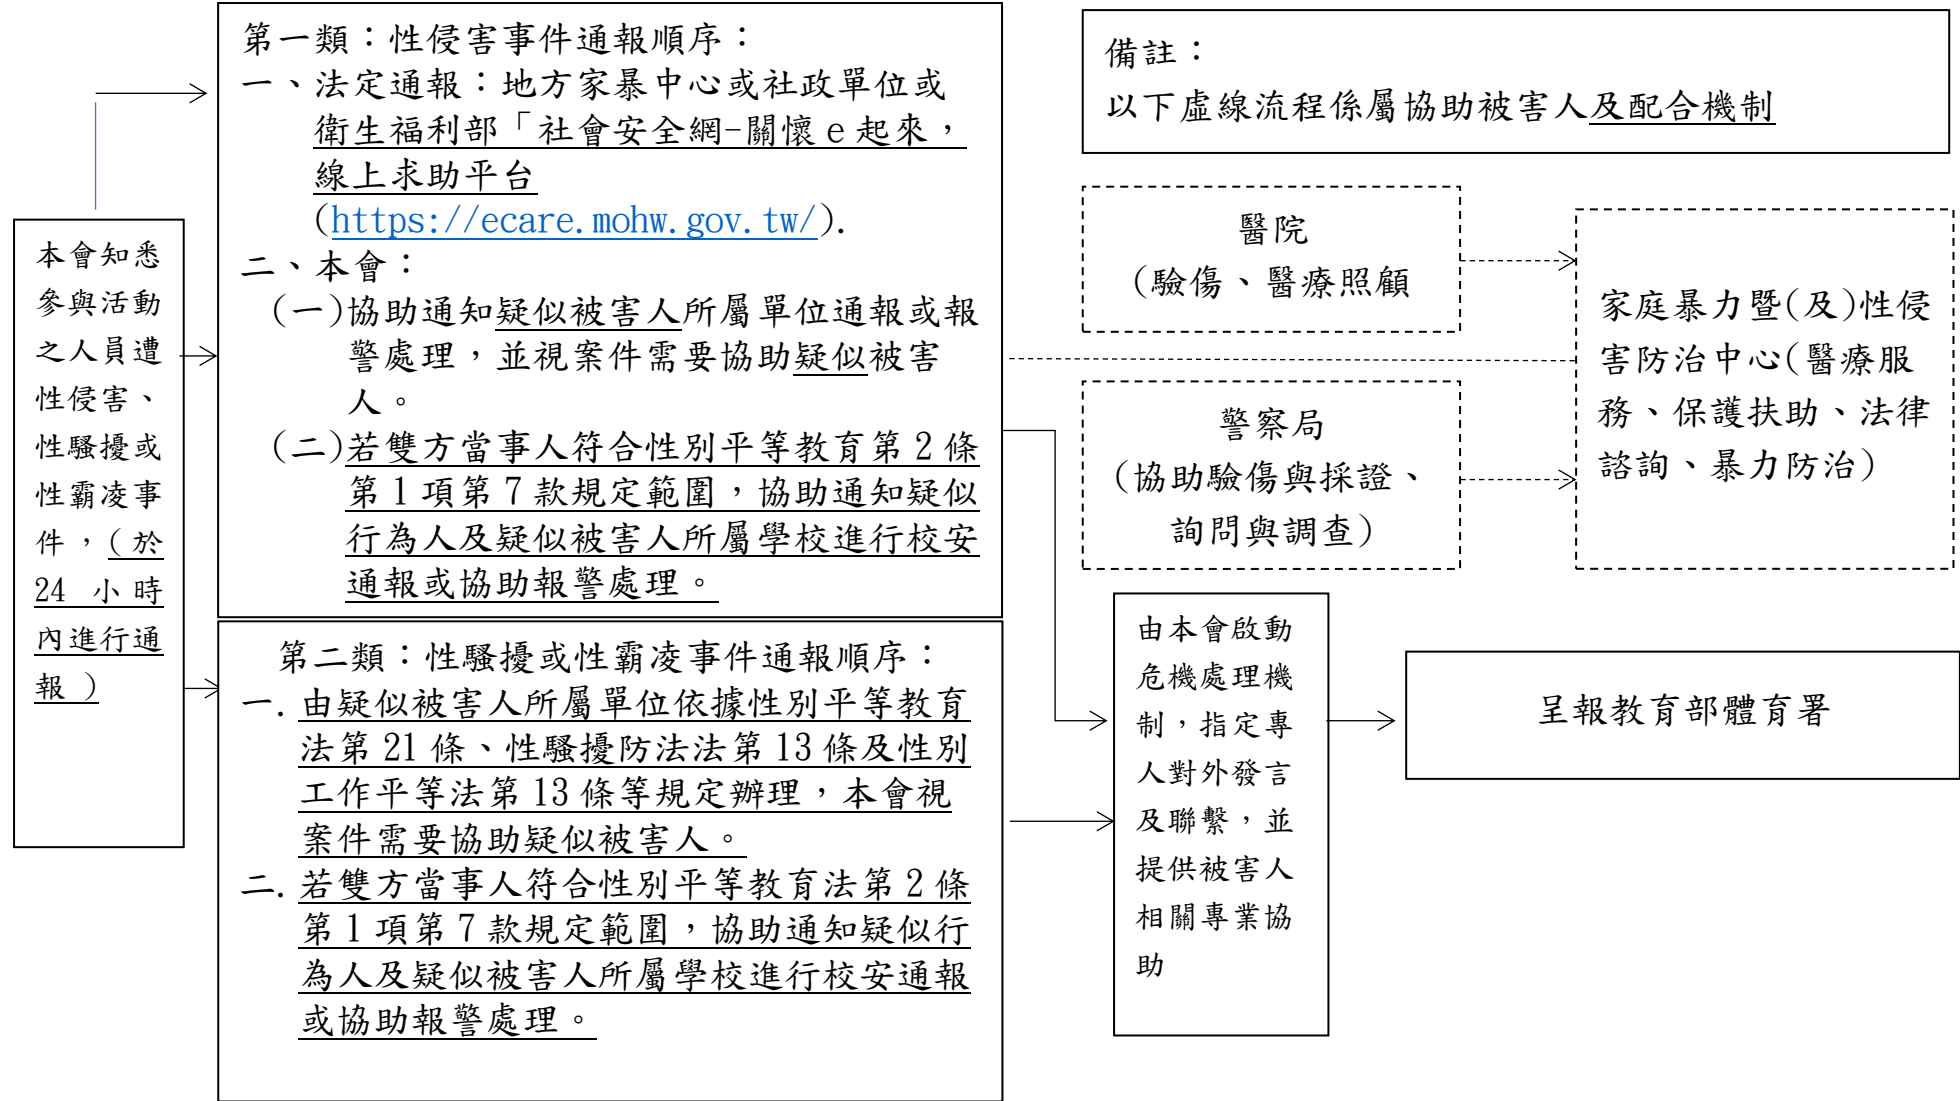 本會知悉
參與活動
之人員遭
性侵害、
性騷擾或
性霸凌事
件，(於
24 小時
內進行通
報 )
第一類：性侵害事件通報順序：
一、法定通報：地方家暴中心或社政單位或
衛生福利部「社會安全網-關懷 e 起來，
線上求助平台
(https://ecare.mohw.gov.tw/).
二、本會：
(一)協助通知疑似被害人所屬單位通報或報
警處理，並視案件需要協助疑似被害
人。
(二)若雙方當事人符合性別平等教育第 2 條
第 1 項第 7 款規定範圍，協助通知疑似
行為人及疑似被害人所屬學校進行校安
通報或協助報警處理。
第二類：性騷擾或性霸凌事件通報順序：
一. 由疑似被害人所屬單位依據性別平等教育
法第 21 條、性騷擾防法法第 13 條及性別
工作平等法第 13 條等規定辦理，本會視
案件需要協助疑似被害人。
二. 若雙方當事人符合性別平等教育法第 2 條
第 1 項第 7 款規定範圍，協助通知疑似行
為人及疑似被害人所屬學校進行校安通報
或協助報警處理。
備註：
以下虛線流程係屬協助被害人及配合機制
醫院
(驗傷、醫療照顧
警察局
(協助驗傷與採證、
詢問與調查)
家庭暴力暨(及)性侵
害防治中心(醫療服
務、保護扶助、法律
諮詢、暴力防治)
由本會啟動
危機處理機
制，指定專
人對外發言
及聯繫，並
提供被害人
相關專業協
助
呈報教育部體育署